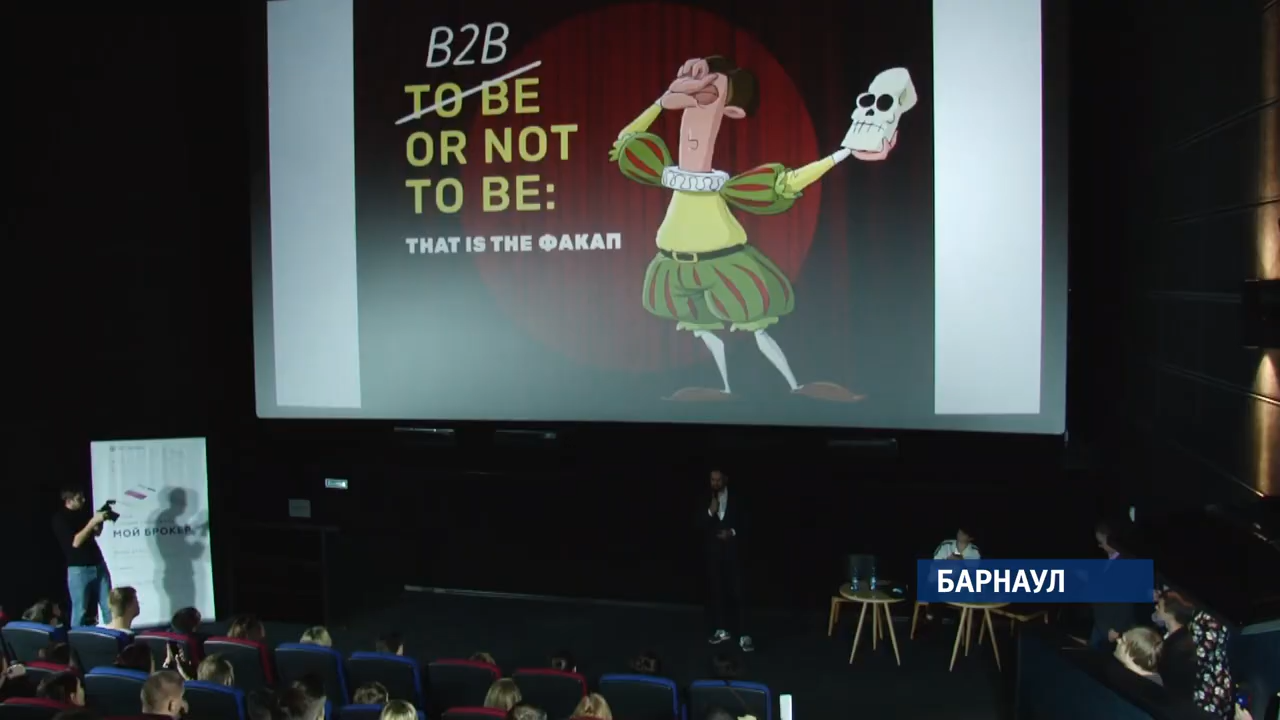 B2B
TO BE
OR NOT
TO BE:
THAT IS THE ФАКАП
МОЙ БРОКЕР
БАРНАУЛ